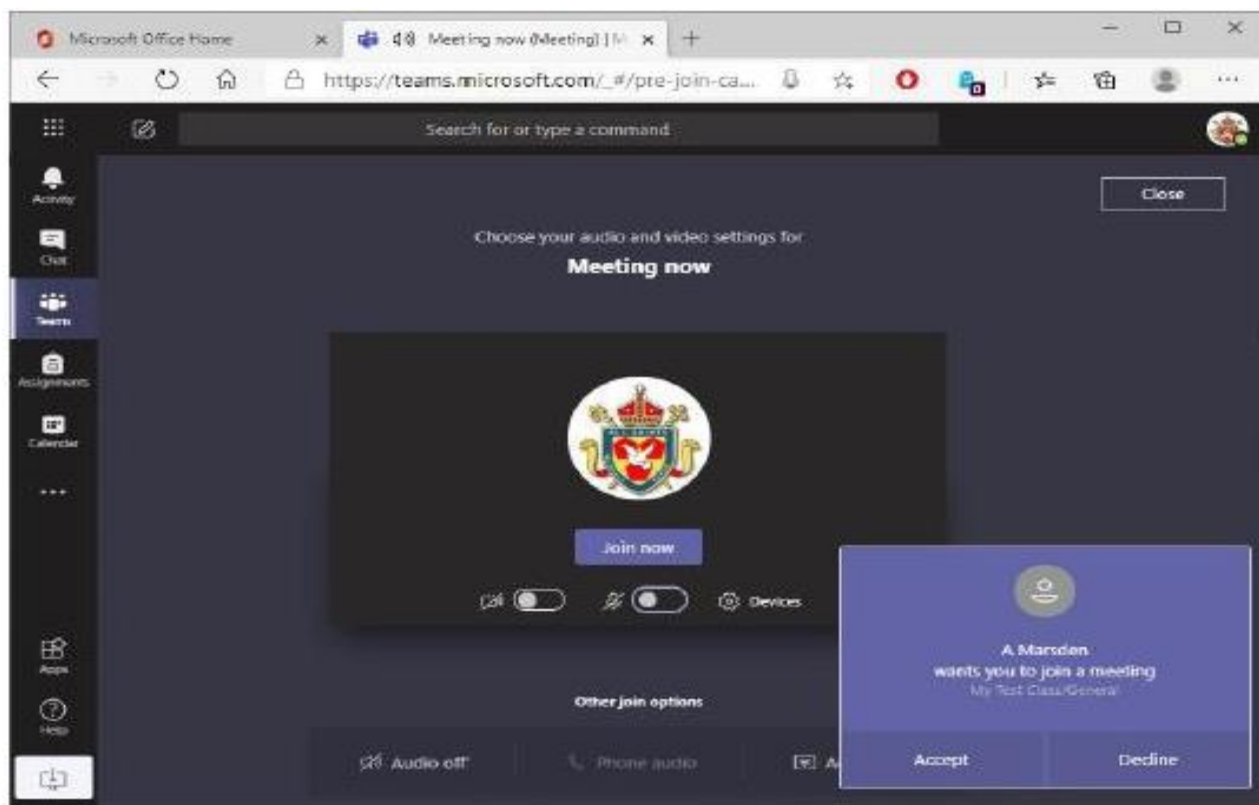 Microsoft Office Home
Meeting now (Meeting) | M
https://teams.microsoft.com/_#/pre-join-ca...
Search for or type a command
Activity
Chat
Teams
Assignments
Calendar
Apps
Help
Close
Choose your audio and video settings for
Meeting now
ALL SAINTS
Join now
Devices
Other join options
Audio off
Phone audio
A Marsden
wants you to join a meeting
My Test Class/General
Accept
Decline